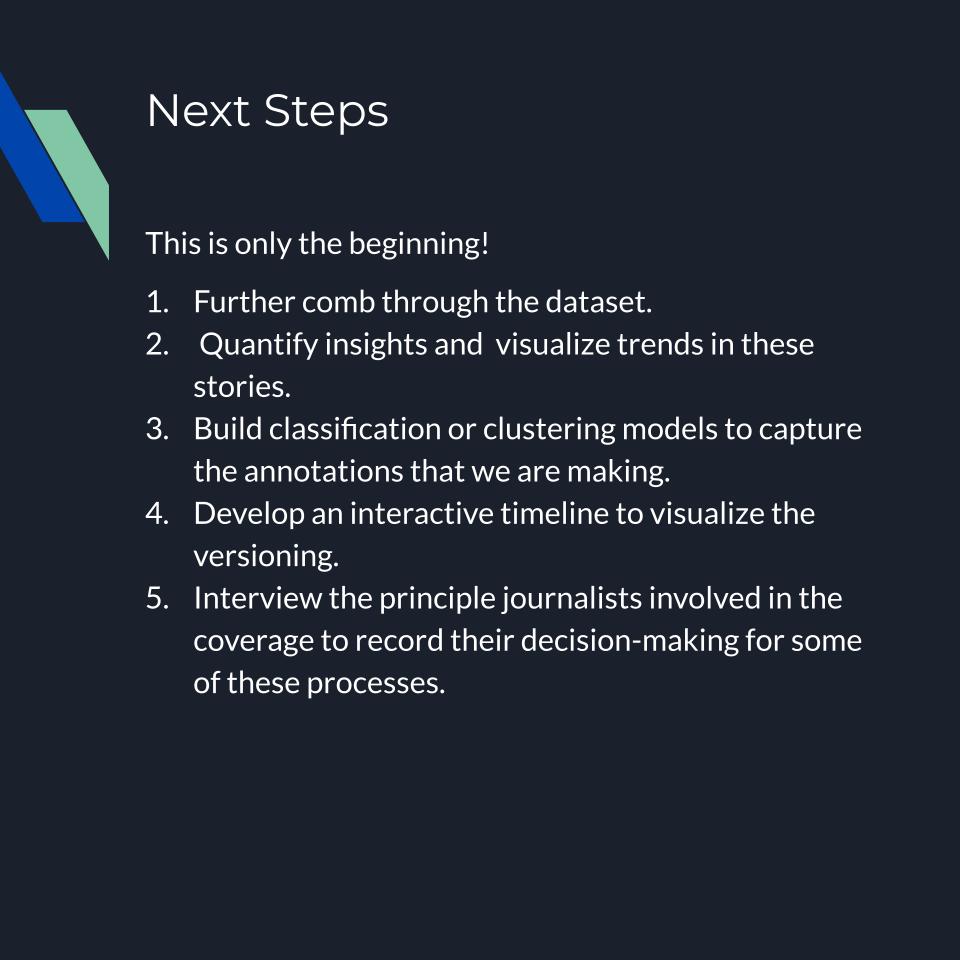 Next Steps
This is only the beginning!
1. Further comb through the dataset.
2. Quantify insights and  visualize trends in these
stories.
3. Build classification or clustering models to capture
the annotations that we are making.
4. Develop an interactive timeline to visualize the
versioning.
5. Interview the principle journalists involved in the
coverage to record their decision-making for some
of these processes.